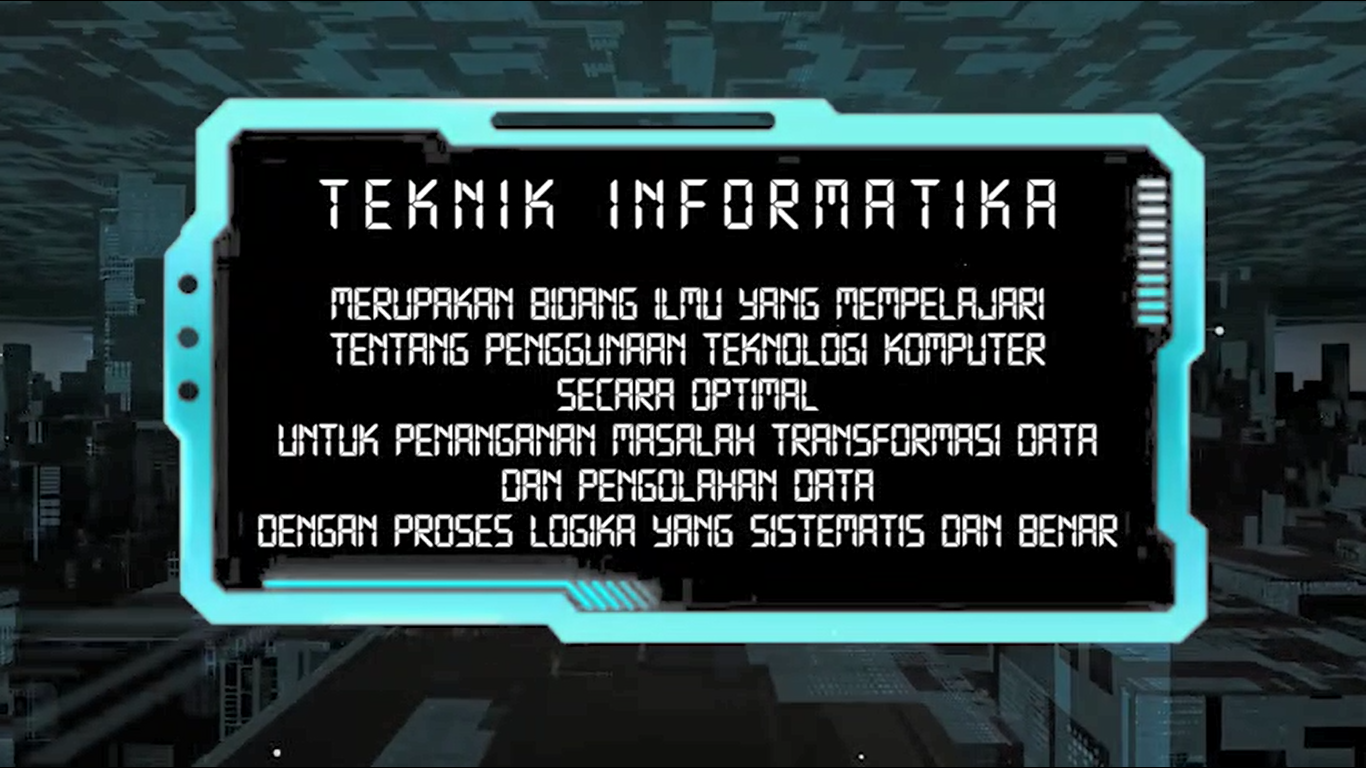 TEKNIK INFORMATIKA
MERUPAKAN BIDANG ILMU YANG MEMPELAJARI
TENTANG PENGGUNAAN TEKNOLOGI KOMPUTER
SECARA OPTIMAL
UNTUK PENANGANAN MASALAH TRANSFORMASI DATA
DAN PENGOLAHAN DATA
DENGAN PROSES LOGIKA YANG SISTEMATIS DAN BENAR